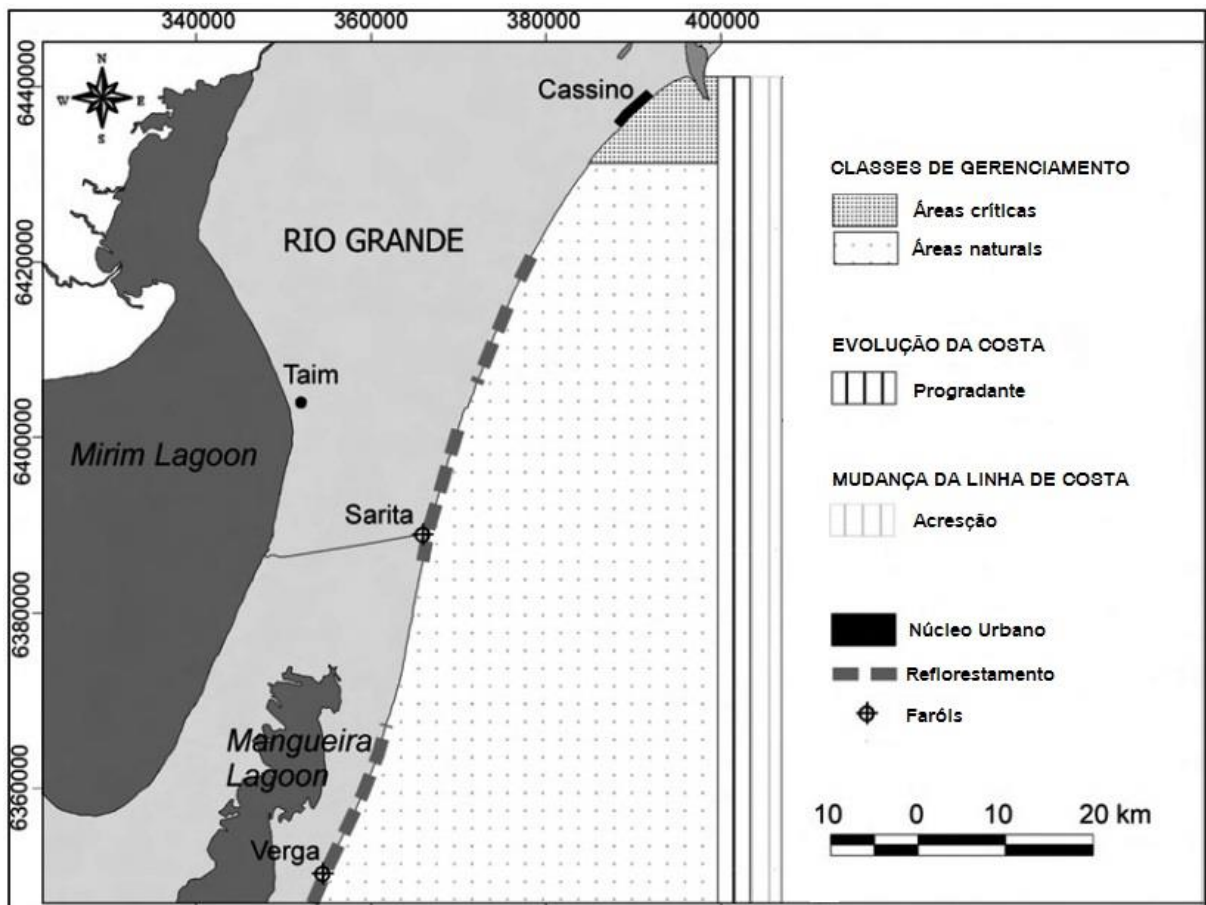 340000 360000 380000 400000
6440000
6420000
6400000
6380000
6360000
N
W E
S
Cassino
RIO GRANDE
Taim
Mirim Lagoon
Sarita
Mangueira
Lagoon
Verga
CLASSES DE GERENCIAMENTO
Áreas críticas
Áreas naturais
EVOLUÇÃO DA COSTA
Progradante
MUDANÇA DA LINHA DE COSTA
Acresção
Núcleo Urbano
Reflorestamento
Faróis
10 0 10 20 km